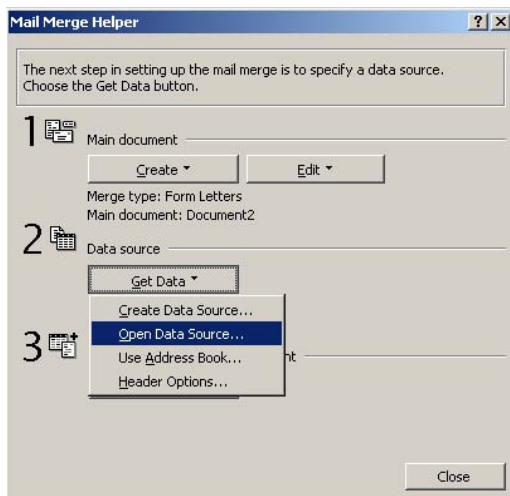 Mail Merge Helper
The next step in setting up the mail merge is to specify a data source.
Choose the Get Data button.
1 Main document
Create
Edit
Merge type: Form Letters
Main document: Document2
2 Data source
Get Data
Create Data Source...
Open Data Source...
Use Address Book...
Header Options...
3
Close